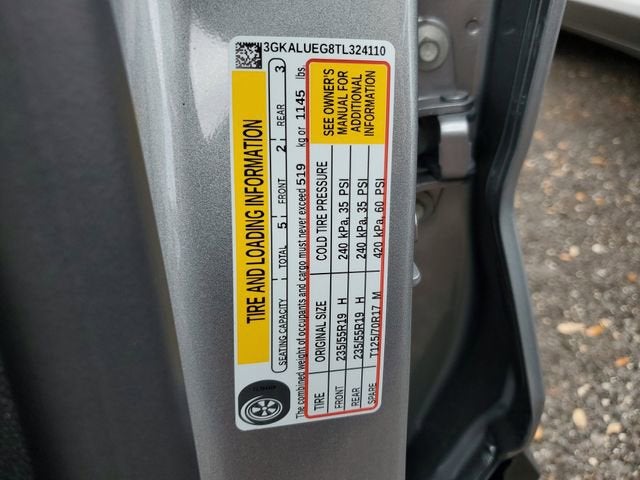 3GKALUEG8TL324110
TIRE AND LOADING INFORMATION
SEATING CAPACITY | TOTAL 5 | FRONT 2 | REAR 3
The combined weight of occupants and cargo must never exceed 519 kg or 1145 lbs
TIRE ORIGINAL SIZE COLD TIRE PRESSURE
FRONT 235/55R19 H 240 kPa, 35 PSI
REAR 235/55R19 H 240 kPa, 35 PSI
SPARE T125/70R17 M 420 kPa, 60 PSI
SEE OWNER'S
MANUAL FOR
ADDITIONAL
INFORMATION